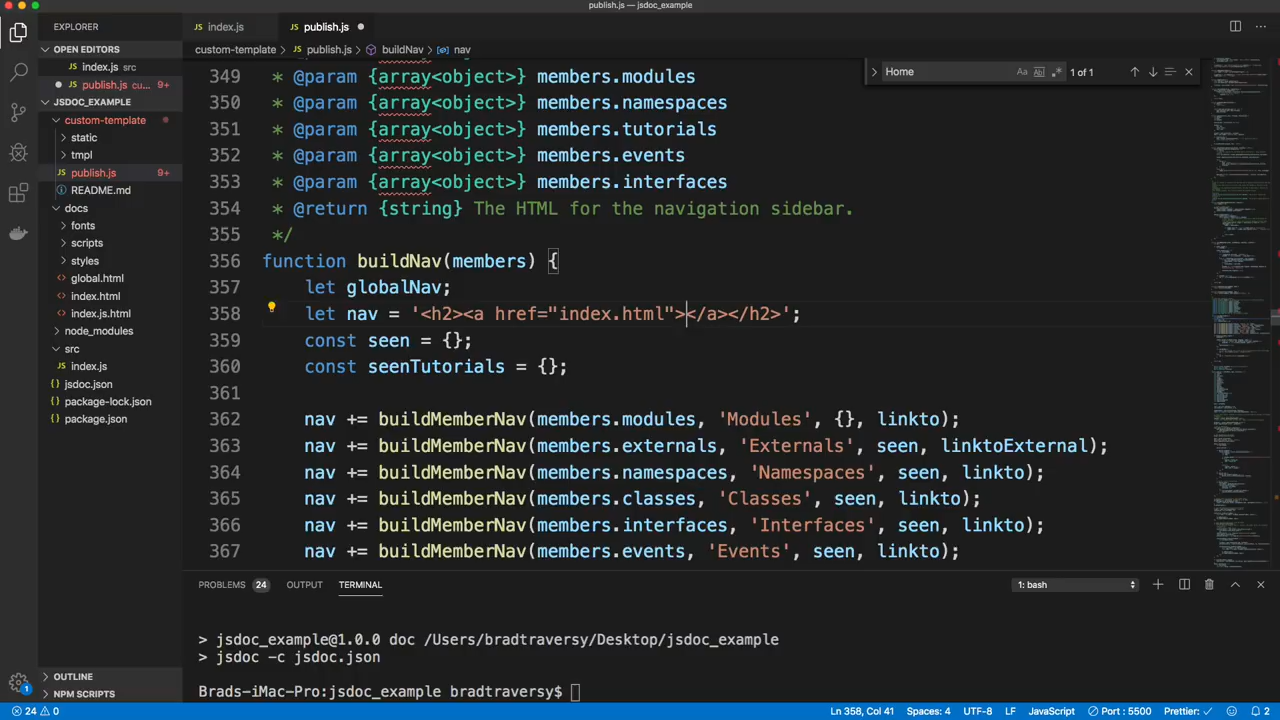 publish.js — jsdoc_example
EXPLORER
index.js
publish.js
OPEN EDITORS
index.js src
publish.js cu... 9+
JSDOC_EXAMPLE
custom-template
static
tmpl
publish.js 9+
README.md
docs
fonts
scripts
styles
global.html
index.html
index.js.html
node_modules
src
index.js
jsdoc.json
package-lock.json
package.json
OUTLINE
NPM SCRIPTS
custom-template > publish.js > buildNav > nav
Home
Aa
Ab
.*
1 of 1
349 * @param {array<object>} members.modules
350 * @param {array<object>} members.namespaces
351 * @param {array<object>} members.tutorials
352 * @param {array<object>} members.events
353 * @param {array<object>} members.interfaces
354 * @return {string} The HTML for the navigation sidebar.
355 */
356 function buildNav(members) {
357 let globalNav;
358 let nav = '<h2><a href="index.html"></a></h2>';
359 const seen = {};
360 const seenTutorials = {};
361
362 nav += buildMemberNav(members.modules, 'Modules', {}, linkto);
363 nav += buildMemberNav(members.externals, 'Externals', seen, linktoExternal);
364 nav += buildMemberNav(members.namespaces, 'Namespaces', seen, linkto);
365 nav += buildMemberNav(members.classes, 'Classes', seen, linkto);
366 nav += buildMemberNav(members.interfaces, 'Interfaces', seen, linkto);
367 nav += buildMemberNav(members.events, 'Events', seen, linkto);
PROBLEMS 24 OUTPUT TERMINAL
1: bash
> jsdoc_example@1.0.0 doc /Users/bradtraversy/Desktop/jsdoc_example
> jsdoc -c jsdoc.json
Brads-iMac-Pro:jsdoc_example bradtraversy$
1
24 0
Ln 358, Col 41 Spaces: 4 UTF-8 LF JavaScript Port : 5500 Prettier: ✓ 2